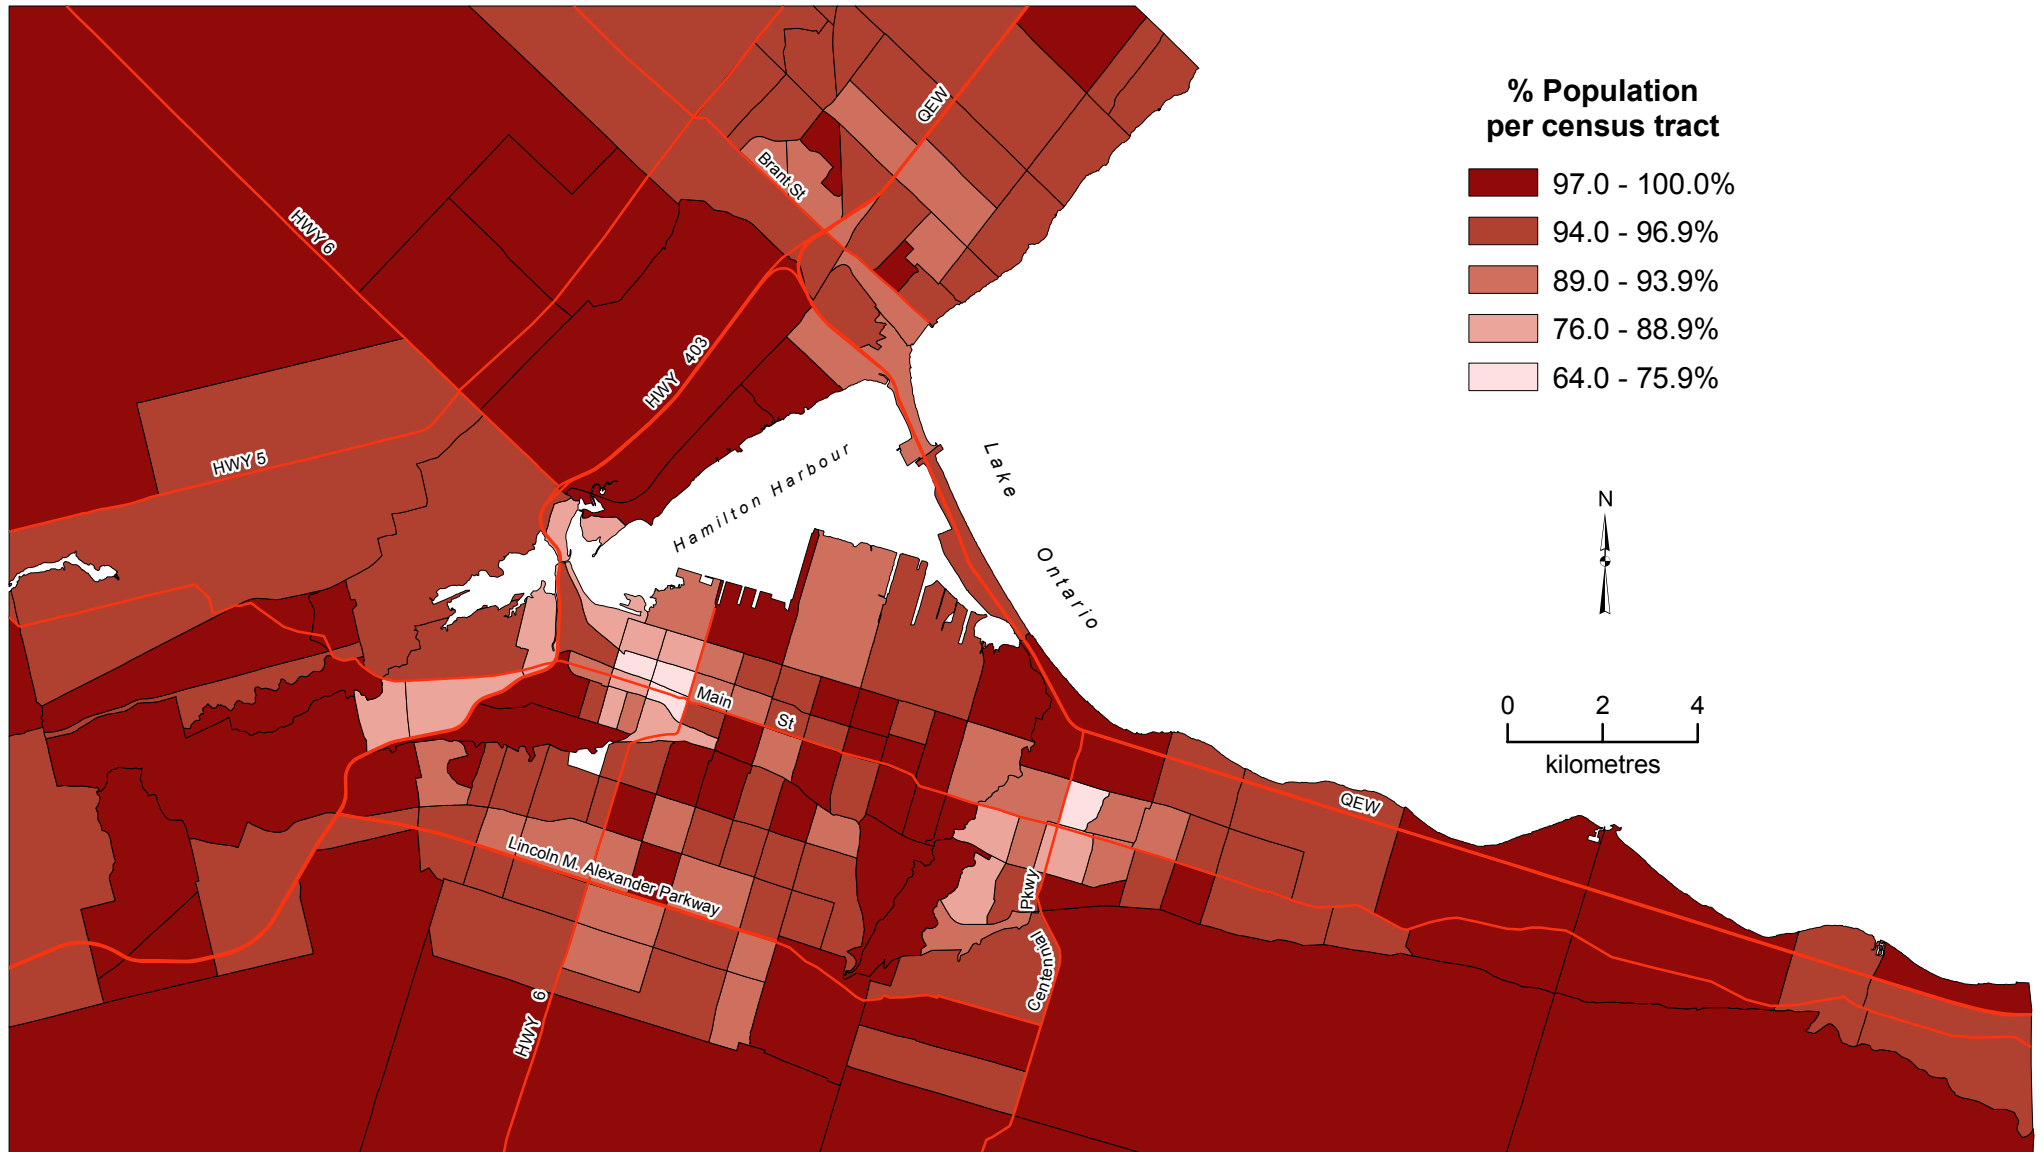 % Population
per census tract
97.0 - 100.0%
94.0 - 96.9%
89.0 - 93.9%
76.0 - 88.9%
64.0 - 75.9%
QEW
Brant St
HWY 6
HWY 403
HWY 5
Hamilton Harbour
Lake
Ontario
N
0 2 4
kilometres
Main St
QEW
Lincoln M. Alexander Parkway
Centennial Pkwy
HWY 6